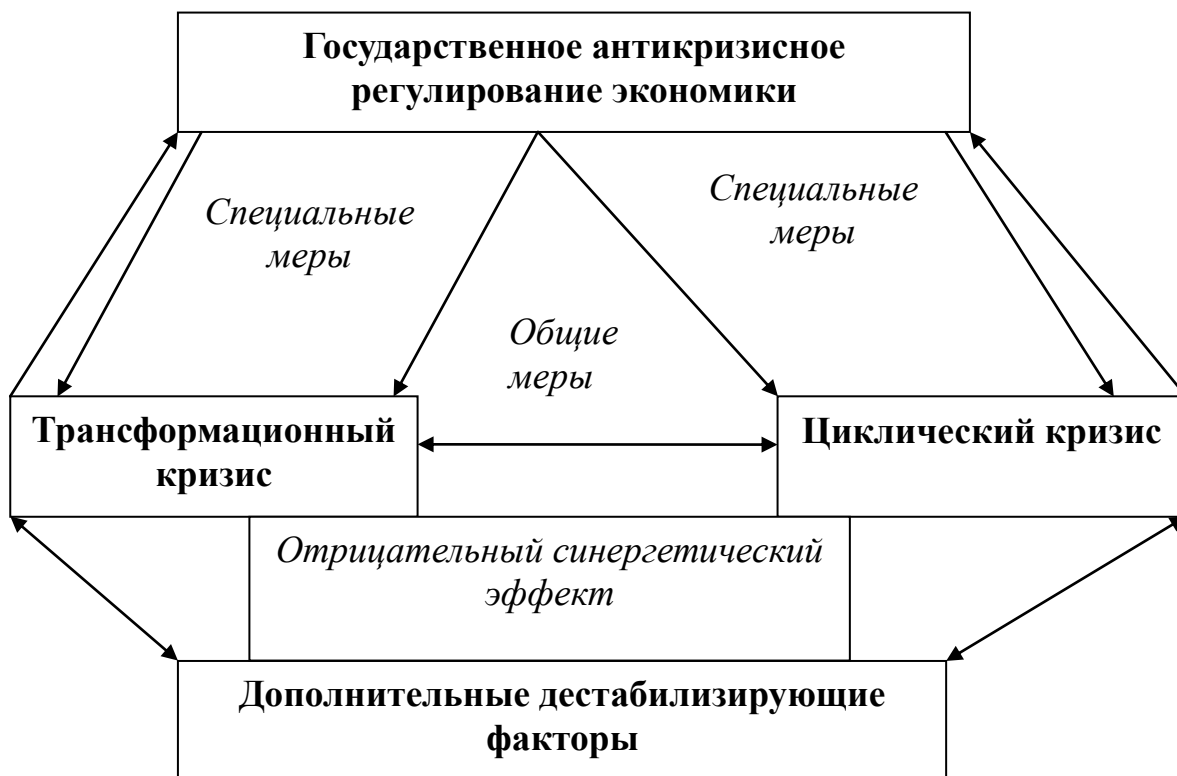 Государственное антикризисное
регулирование экономики
Специальные
меры
Специальные
меры
Общие
меры
Трансформационный
кризис
Циклический кризис
Отрицательный синергетический
эффект
Дополнительные дестабилизирующие
факторы